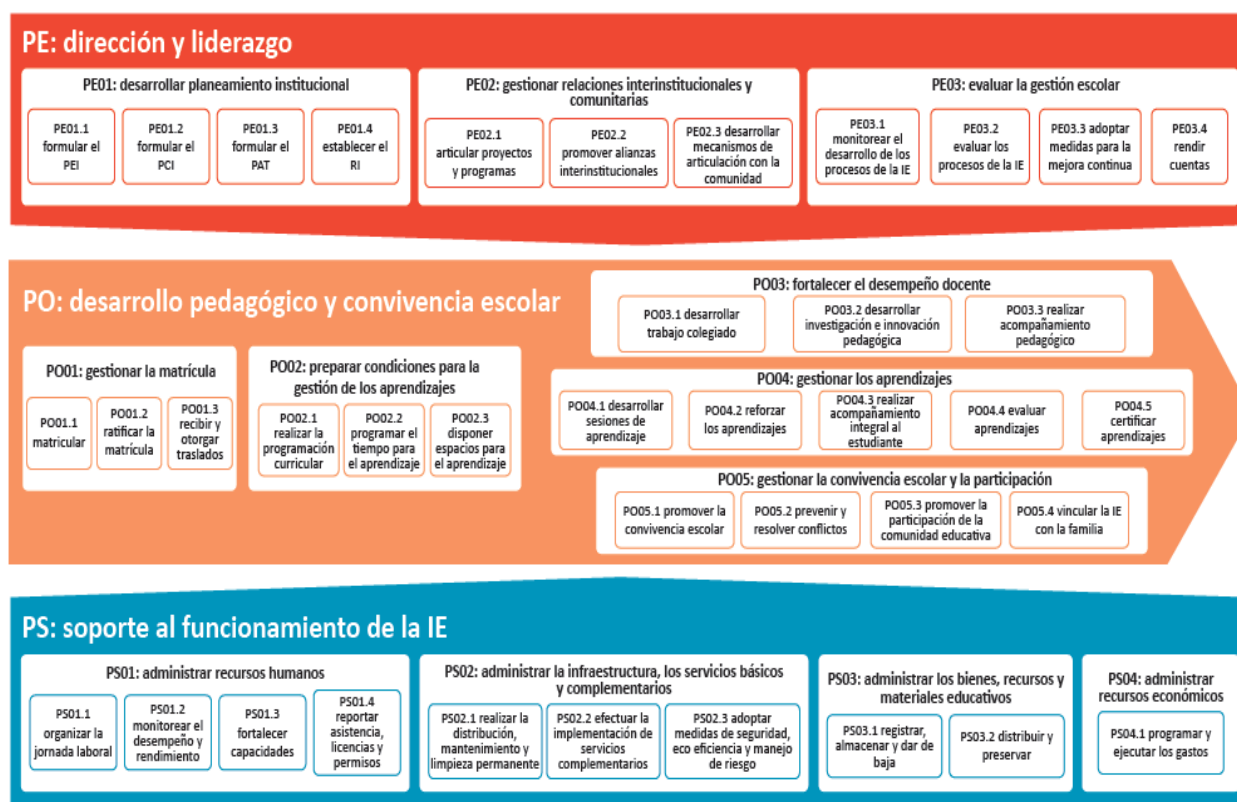 PE: dirección y liderazgo
PE01: desarrollar planeamiento institucional
PE01.1
formular el
PEI
PE01.2
formular el
PCI
PE01.3
formular el
PAT
PE01.4
establecer el
RI
PE02: gestionar relaciones interinstitucionales y
comunitarias
PE02.1
articular proyectos
y programas
PE02.2
promover alianzas
interinstitucionales
PE02.3 desarrollar
mecanismos de
articulación con la
comunidad
PE03: evaluar la gestión escolar
PE03.1
monitorear el
desarrollo de los
procesos de la IE
PE03.2
evaluar los
procesos de la IE
PE03.3 adoptar
medidas para la
mejora continua
PE03.4
rendir
cuentas
PO: desarrollo pedagógico y convivencia escolar
PO01: gestionar la matrícula
PO01.1
matricular
PO01.2
ratificar la
matrícula
PO01.3
recibir y
otorgar
traslados
PO02: preparar condiciones para la
gestión de los aprendizajes
PO02.1
realizar la
programación
curricular
PO02.2
programar el
tiempo para
el aprendizaje
PO02.3
disponer
espacios para
el aprendizaje
PO03: fortalecer el desempeño docente
PO03.1 desarrollar
trabajo colegiado
PO03.2 desarrollar
investigación e innovación
pedagógica
PO03.3 realizar
acompañamiento
pedagógico
PO04: gestionar los aprendizajes
PO04.1 desarrollar
sesiones de
aprendizaje
PO04.2 reforzar
los aprendizajes
PO04.3 realizar
acompañamiento
integral al
estudiante
PO04.4 evaluar
aprendizajes
PO04.5
certificar
aprendizajes
PO05: gestionar la convivencia escolar y la participación
PO05.1 promover la
convivencia escolar
PO05.2 prevenir y
resolver conflictos
PO05.3 promover la
participación de la
comunidad educativa
PO05.4 vincular la IE
con la familia
PS: soporte al funcionamiento de la IE
PS01: administrar recursos humanos
PS01.1
organizar la
jornada laboral
PS01.2
monitorear el
desempeño y
rendimiento
PS01.3
fortalecer
capacidades
PS01.4
reportar
asistencia,
licencias y
permisos
PS02: administrar la infraestructura, los servicios básicos
y complementarios
PS02.1 realizar la
distribución,
mantenimiento y
limpieza permanente
PS02.2 efectuar la
implementación de
servicios
complementarios
PS02.3 adoptar
medidas de seguridad,
eco eficiencia y manejo
de riesgo
PS03: administrar los bienes, recursos y
materiales educativos
PS03.1 registrar,
almacenar y dar de
baja
PS03.2 distribuir y
preservar
PS04: administrar
recursos económicos
PS04.1 programar y
ejecutar los gastos